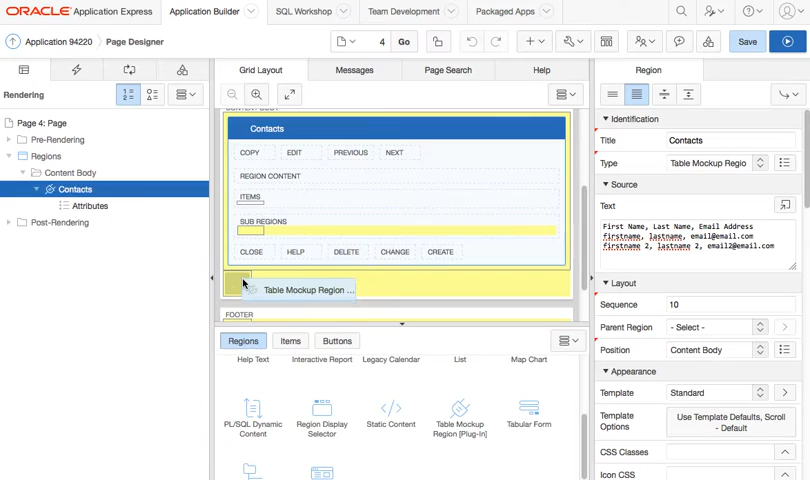 ORACLE Application Express
Application Builder
SQL Workshop
Team Development
Packaged Apps
Application 94220
Page Designer
4
Go
Save
Grid Layout
Messages
Page Search
Help
Region
Rendering
Page 4: Page
Pre-Rendering
Regions
Content Body
Contacts
Attributes
Post-Rendering
CONTENT BODY
Contacts
COPY
EDIT
PREVIOUS
NEXT
REGION CONTENT
ITEMS
SUB REGIONS
CLOSE
HELP
DELETE
CHANGE
CREATE
Table Mockup Region ...
FOOTER
Regions
Items
Buttons
Help Text
Interactive Report
Legacy Calendar
List
Map Chart
PL/SQL Dynamic
Content
Region Display
Selector
Static Content
Table Mockup
Region [Plug-In]
Tabular Form
Identification
Title
Contacts
Type
Table Mockup Regio
Source
Text
First Name, Last Name, Email Address
firstname, lastname, email@email.com
firstname 2, lastname 2, email2@email.com
Layout
Sequence
10
Parent Region
- Select -
Position
Content Body
Appearance
Template
Standard
Template
Options
Use Template Defaults, Scroll
- Default
CSS Classes
Icon CSS